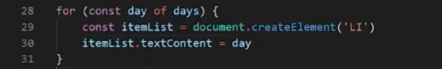 28 for (const day of days) {
29 const itemList = document.createElement('LI')
30 itemList.textContent = day
31 }